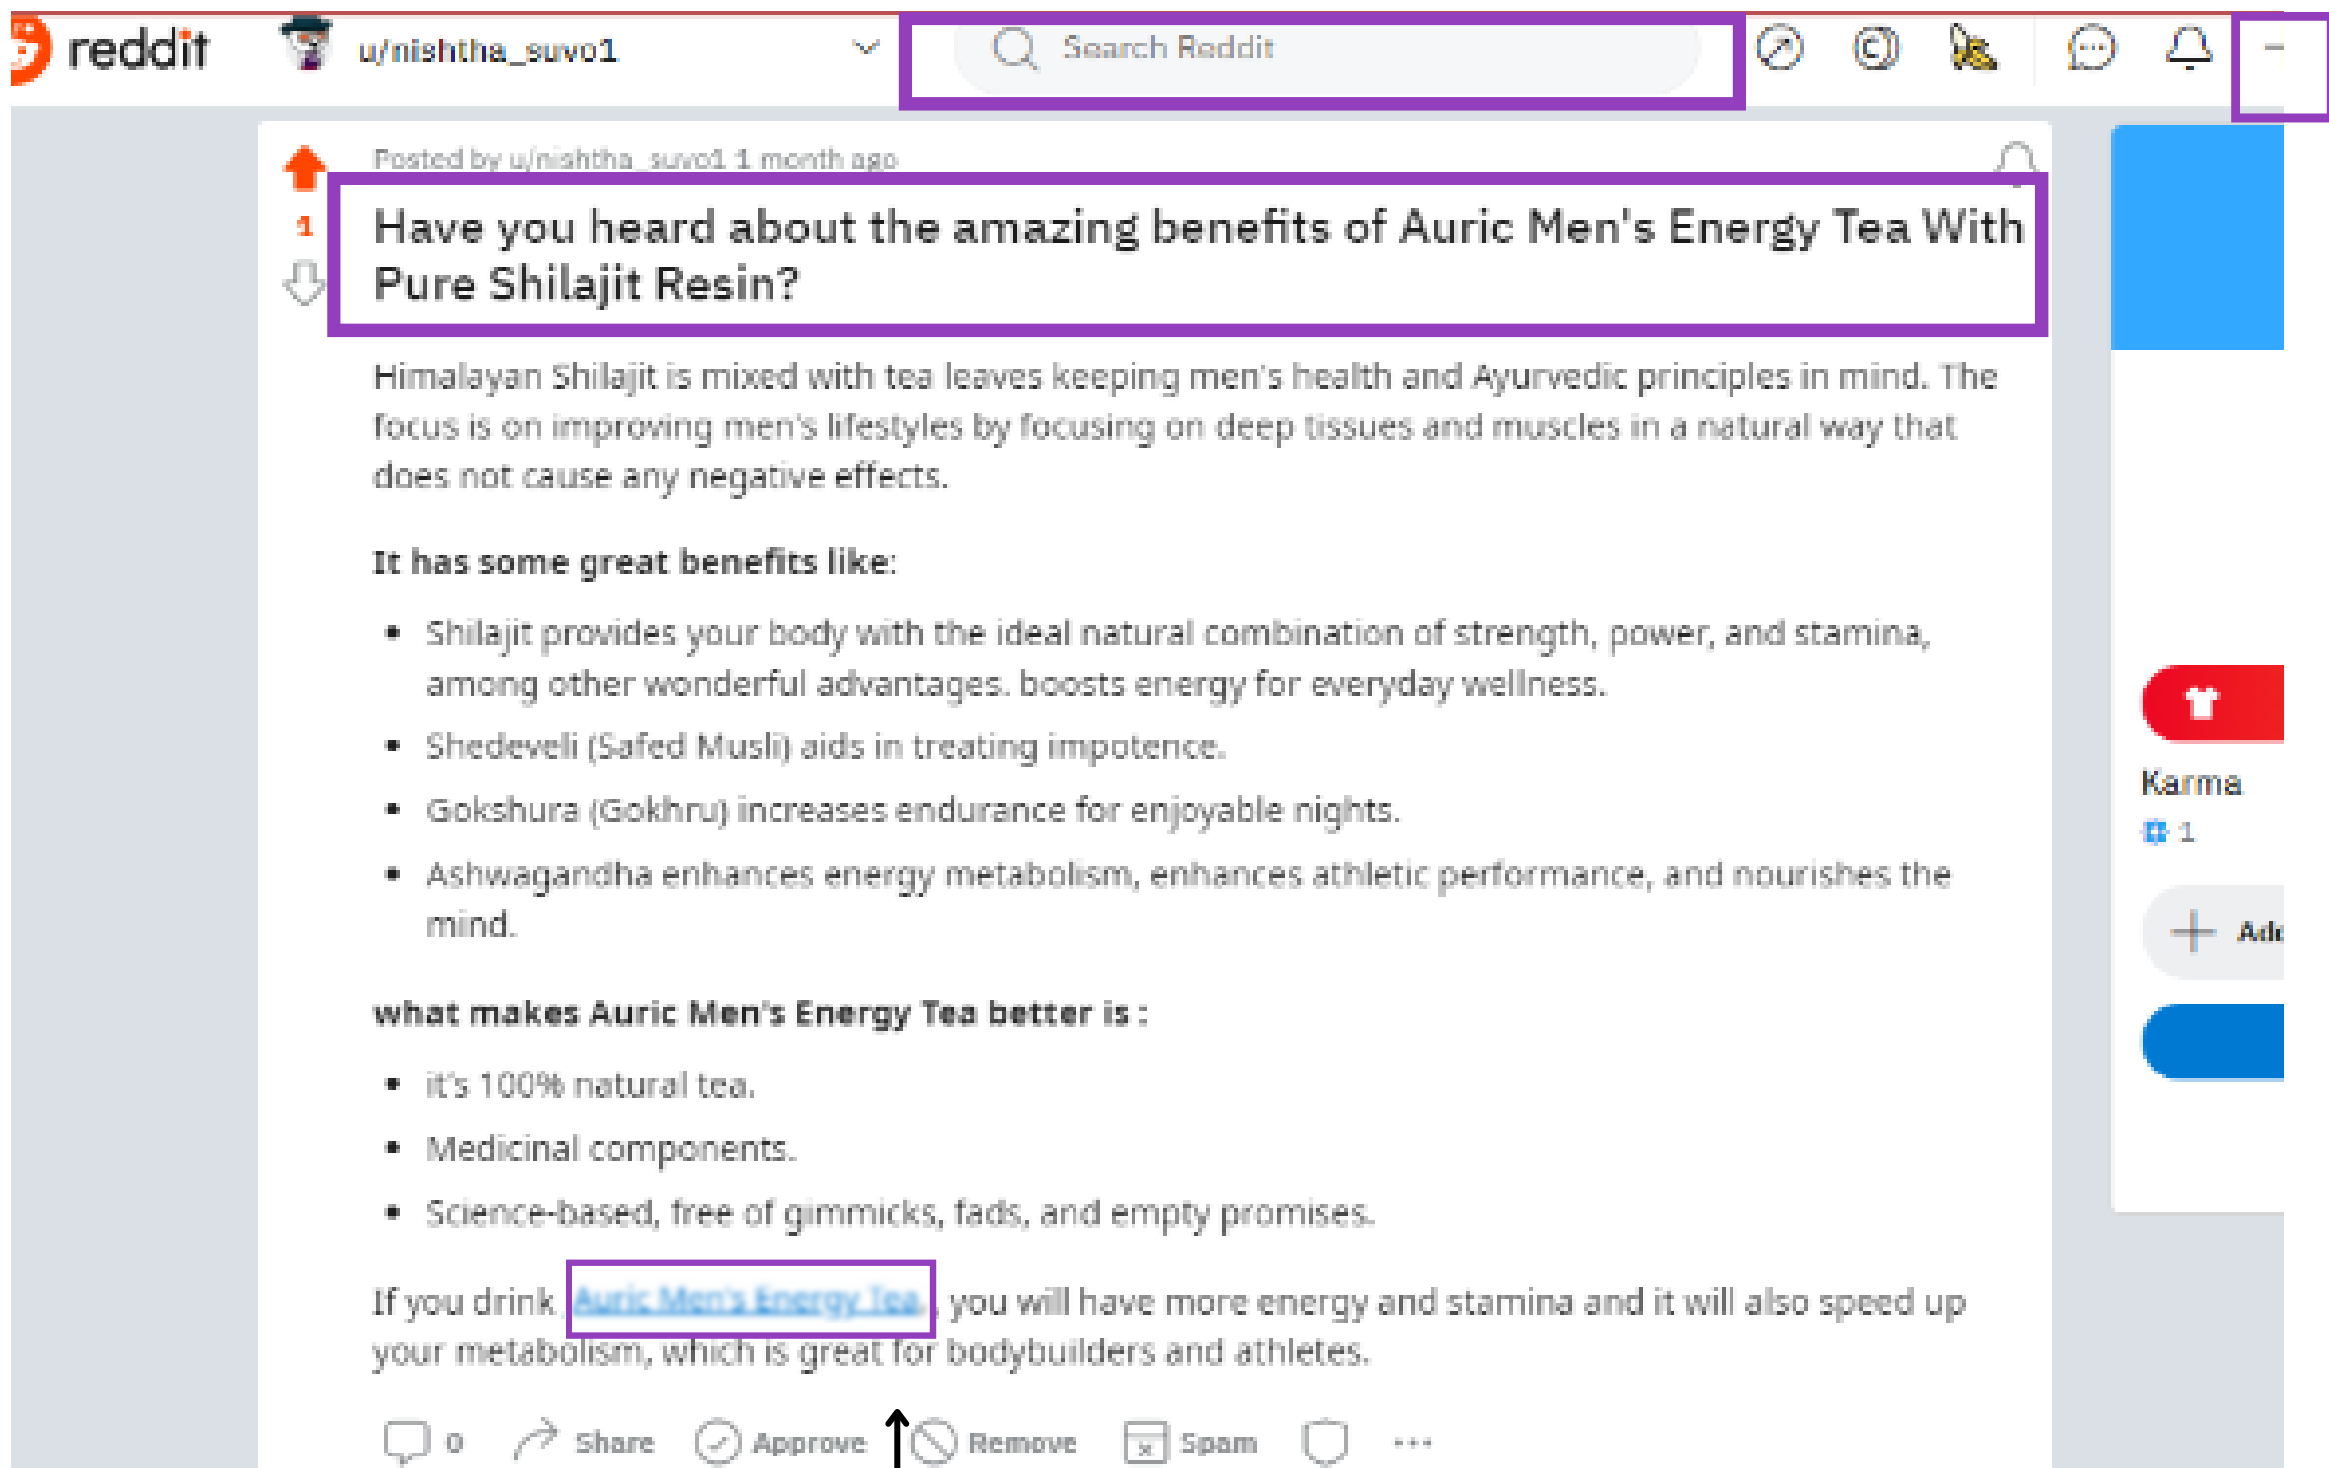 reddit
u/nishtha_suvo1
Search Reddit
Posted by u/nishtha_suvo1 1 month ago
1
Have you heard about the amazing benefits of Auric Men's Energy Tea With
Pure Shilajit Resin?
Himalayan Shilajit is mixed with tea leaves keeping men's health and Ayurvedic principles in mind. The
focus is on improving men's lifestyles by focusing on deep tissues and muscles in a natural way that
does not cause any negative effects.
It has some great benefits like:
• Shilajit provides your body with the ideal natural combination of strength, power, and stamina,
among other wonderful advantages. boosts energy for everyday wellness.
• Shedeveli (Safed Musli) aids in treating impotence.
• Gokshura (Gokhru) increases endurance for enjoyable nights.
• Ashwagandha enhances energy metabolism, enhances athletic performance, and nourishes the
mind.
what makes Auric Men's Energy Tea better is :
• it's 100% natural tea.
• Medicinal components.
• Science-based, free of gimmicks, fads, and empty promises.
If you drink Auric Men's Energy Tea, you will have more energy and stamina and it will also speed up
your metabolism, which is great for bodybuilders and athletes.
0 Share Approve Remove Spam
Karma
1